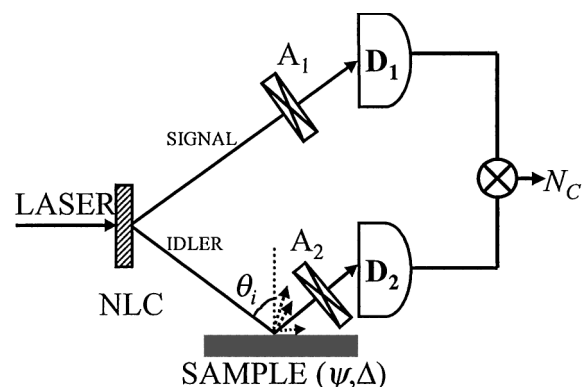 A1
D1
SIGNAL
NC
LASER
IDLER
A2
D2
θi
NLC
SAMPLE (ψ,Δ)